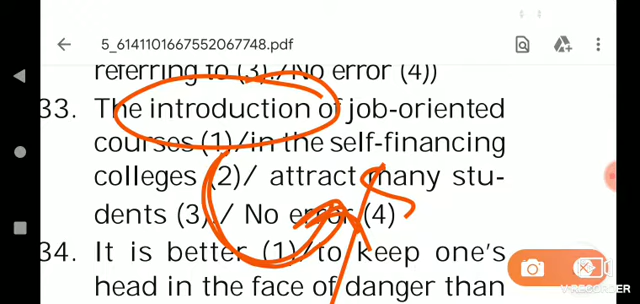 5_6141101667552067748.pdf
referring to (3)./No error (4))
33. The introduction of job-oriented
courses (1)/in the self-financing
colleges (2)/ attract many stu-
dents (3)./ No error (4)
34. It is better (1)/to keep one's
head in the face of danger than
RECORDER